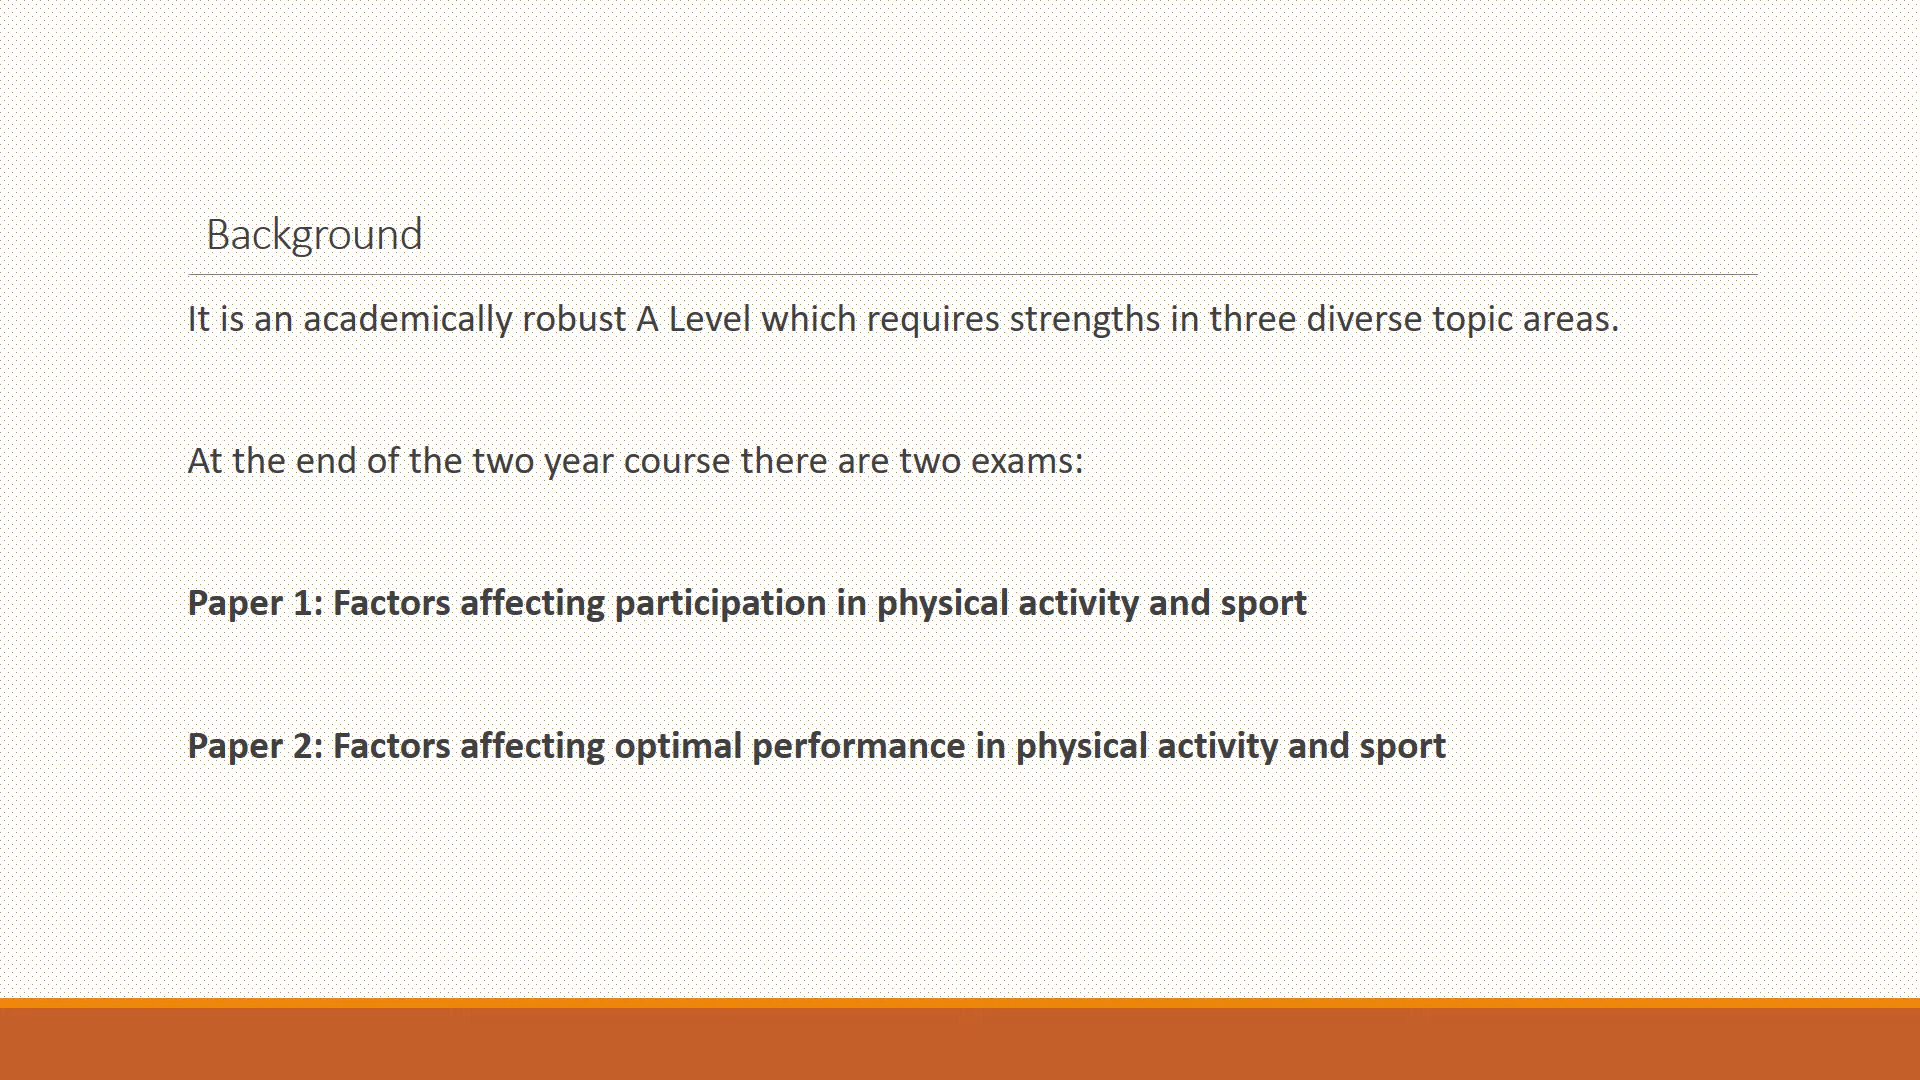 Background
It is an academically robust A Level which requires strengths in three diverse topic areas.
At the end of the two year course there are two exams:
Paper 1: Factors affecting participation in physical activity and sport
Paper 2: Factors affecting optimal performance in physical activity and sport